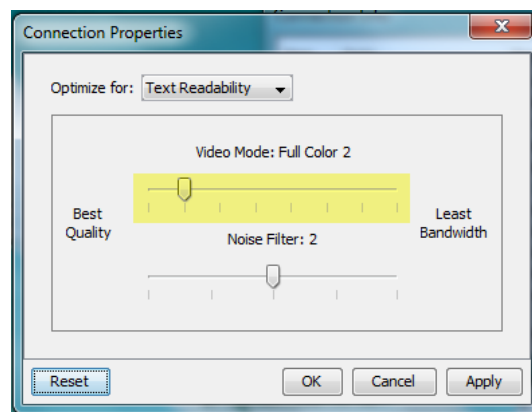 Connection Properties
Optimize for: Text Readability
Video Mode: Full Color 2
Best
Quality
Least
Bandwidth
Noise Filter: 2
Reset
OK
Cancel
Apply